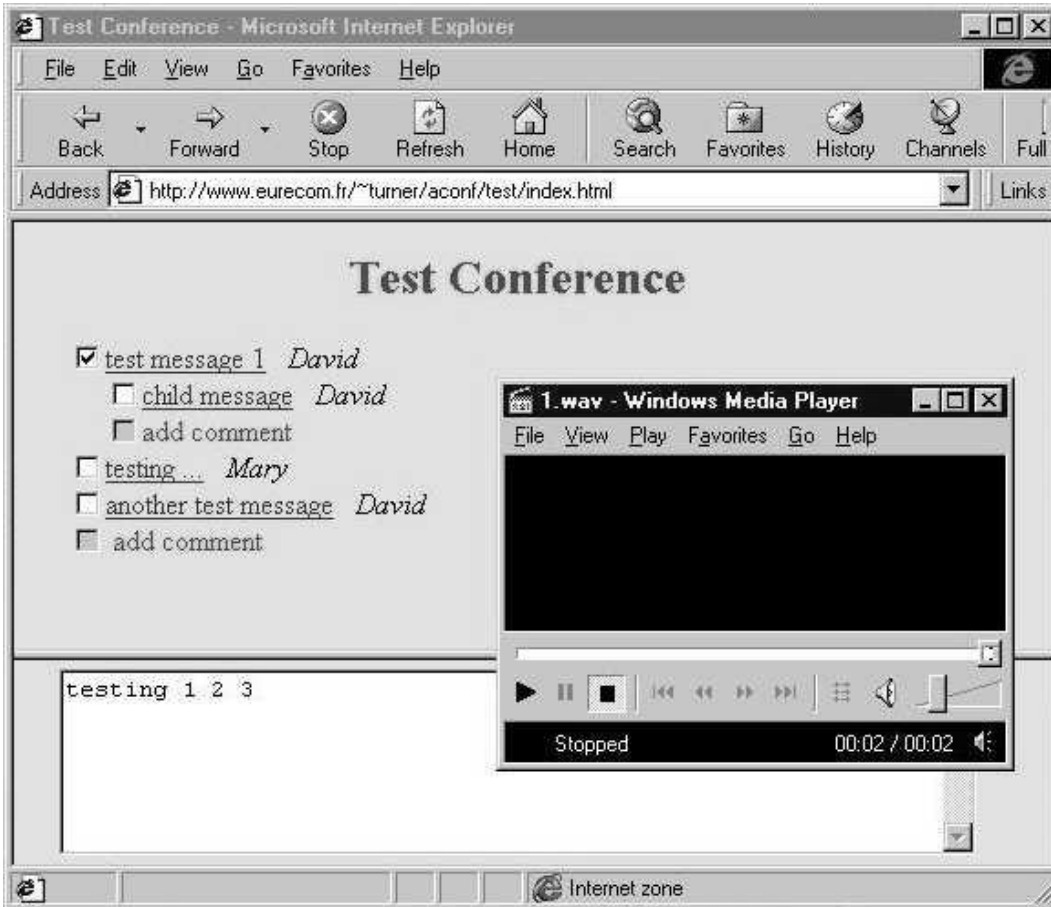 Test Conference - Microsoft Internet Explorer
File Edit View Go Favorites Help
Back Forward Stop Refresh Home Search Favorites History Channels Full
Address http://www.eurecom.fr/~turner/aconf/test/index.html Links
Test Conference
test message 1 David
child message David
add comment
testing ... Mary
another test message David
add comment
1.wav - Windows Media Player
File View Play Favorites Go Help
Stopped 00:02 / 00:02
testing 1 2 3
Internet zone